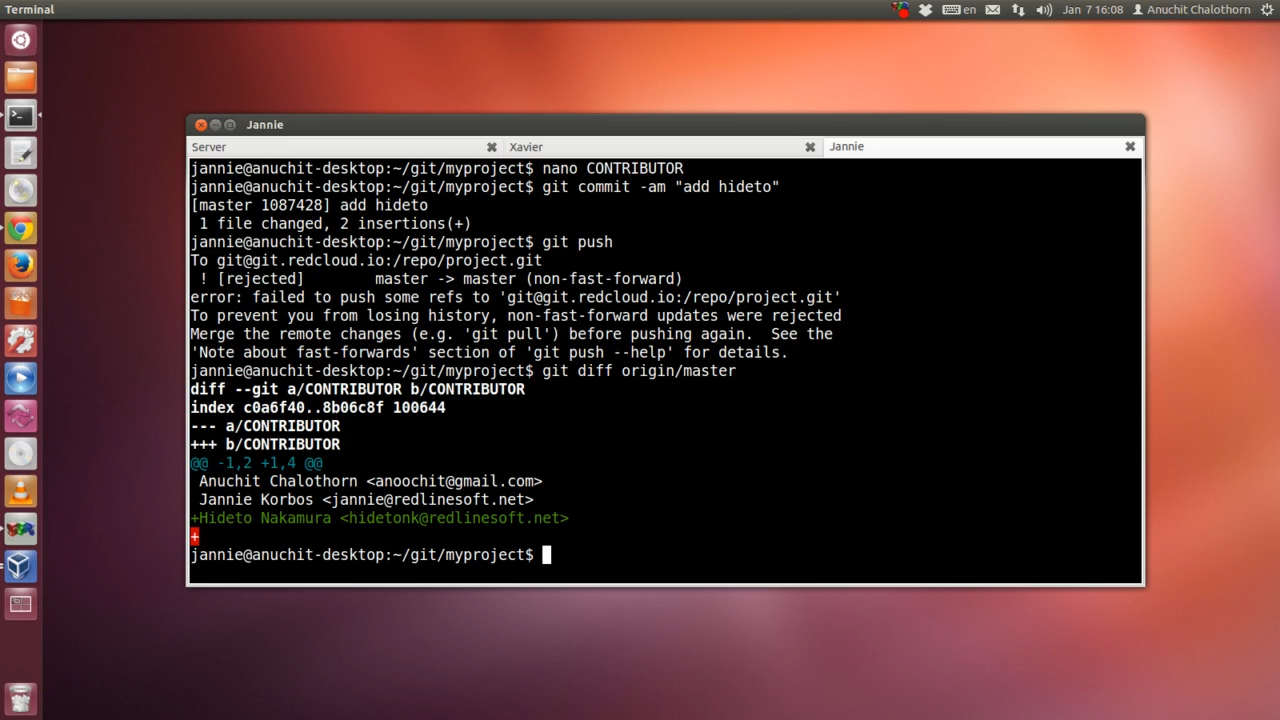 Terminal
en
Jan 7 16:08
Anuchit Chalothorn
Jannie
Server
Xavier
Jannie
jannie@anuchit-desktop:~/git/myproject$ nano CONTRIBUTOR
jannie@anuchit-desktop:~/git/myproject$ git commit -am "add hideto"
[master 1087428] add hideto
 1 file changed, 2 insertions(+)
jannie@anuchit-desktop:~/git/myproject$ git push
To git@git.redcloud.io:/repo/project.git
 ! [rejected]        master -> master (non-fast-forward)
error: failed to push some refs to 'git@git.redcloud.io:/repo/project.git'
To prevent you from losing history, non-fast-forward updates were rejected
Merge the remote changes (e.g. 'git pull') before pushing again.  See the
'Note about fast-forwards' section of 'git push --help' for details.
jannie@anuchit-desktop:~/git/myproject$ git diff origin/master
diff --git a/CONTRIBUTOR b/CONTRIBUTOR
index c0a6f40..8b06c8f 100644
--- a/CONTRIBUTOR
+++ b/CONTRIBUTOR
@@ -1,2 +1,4 @@
 Anuchit Chalothorn <anoochit@gmail.com>
 Jannie Korbos <jannie@redlinesoft.net>
+Hideto Nakamura <hidetonk@redlinesoft.net>
+
jannie@anuchit-desktop:~/git/myproject$